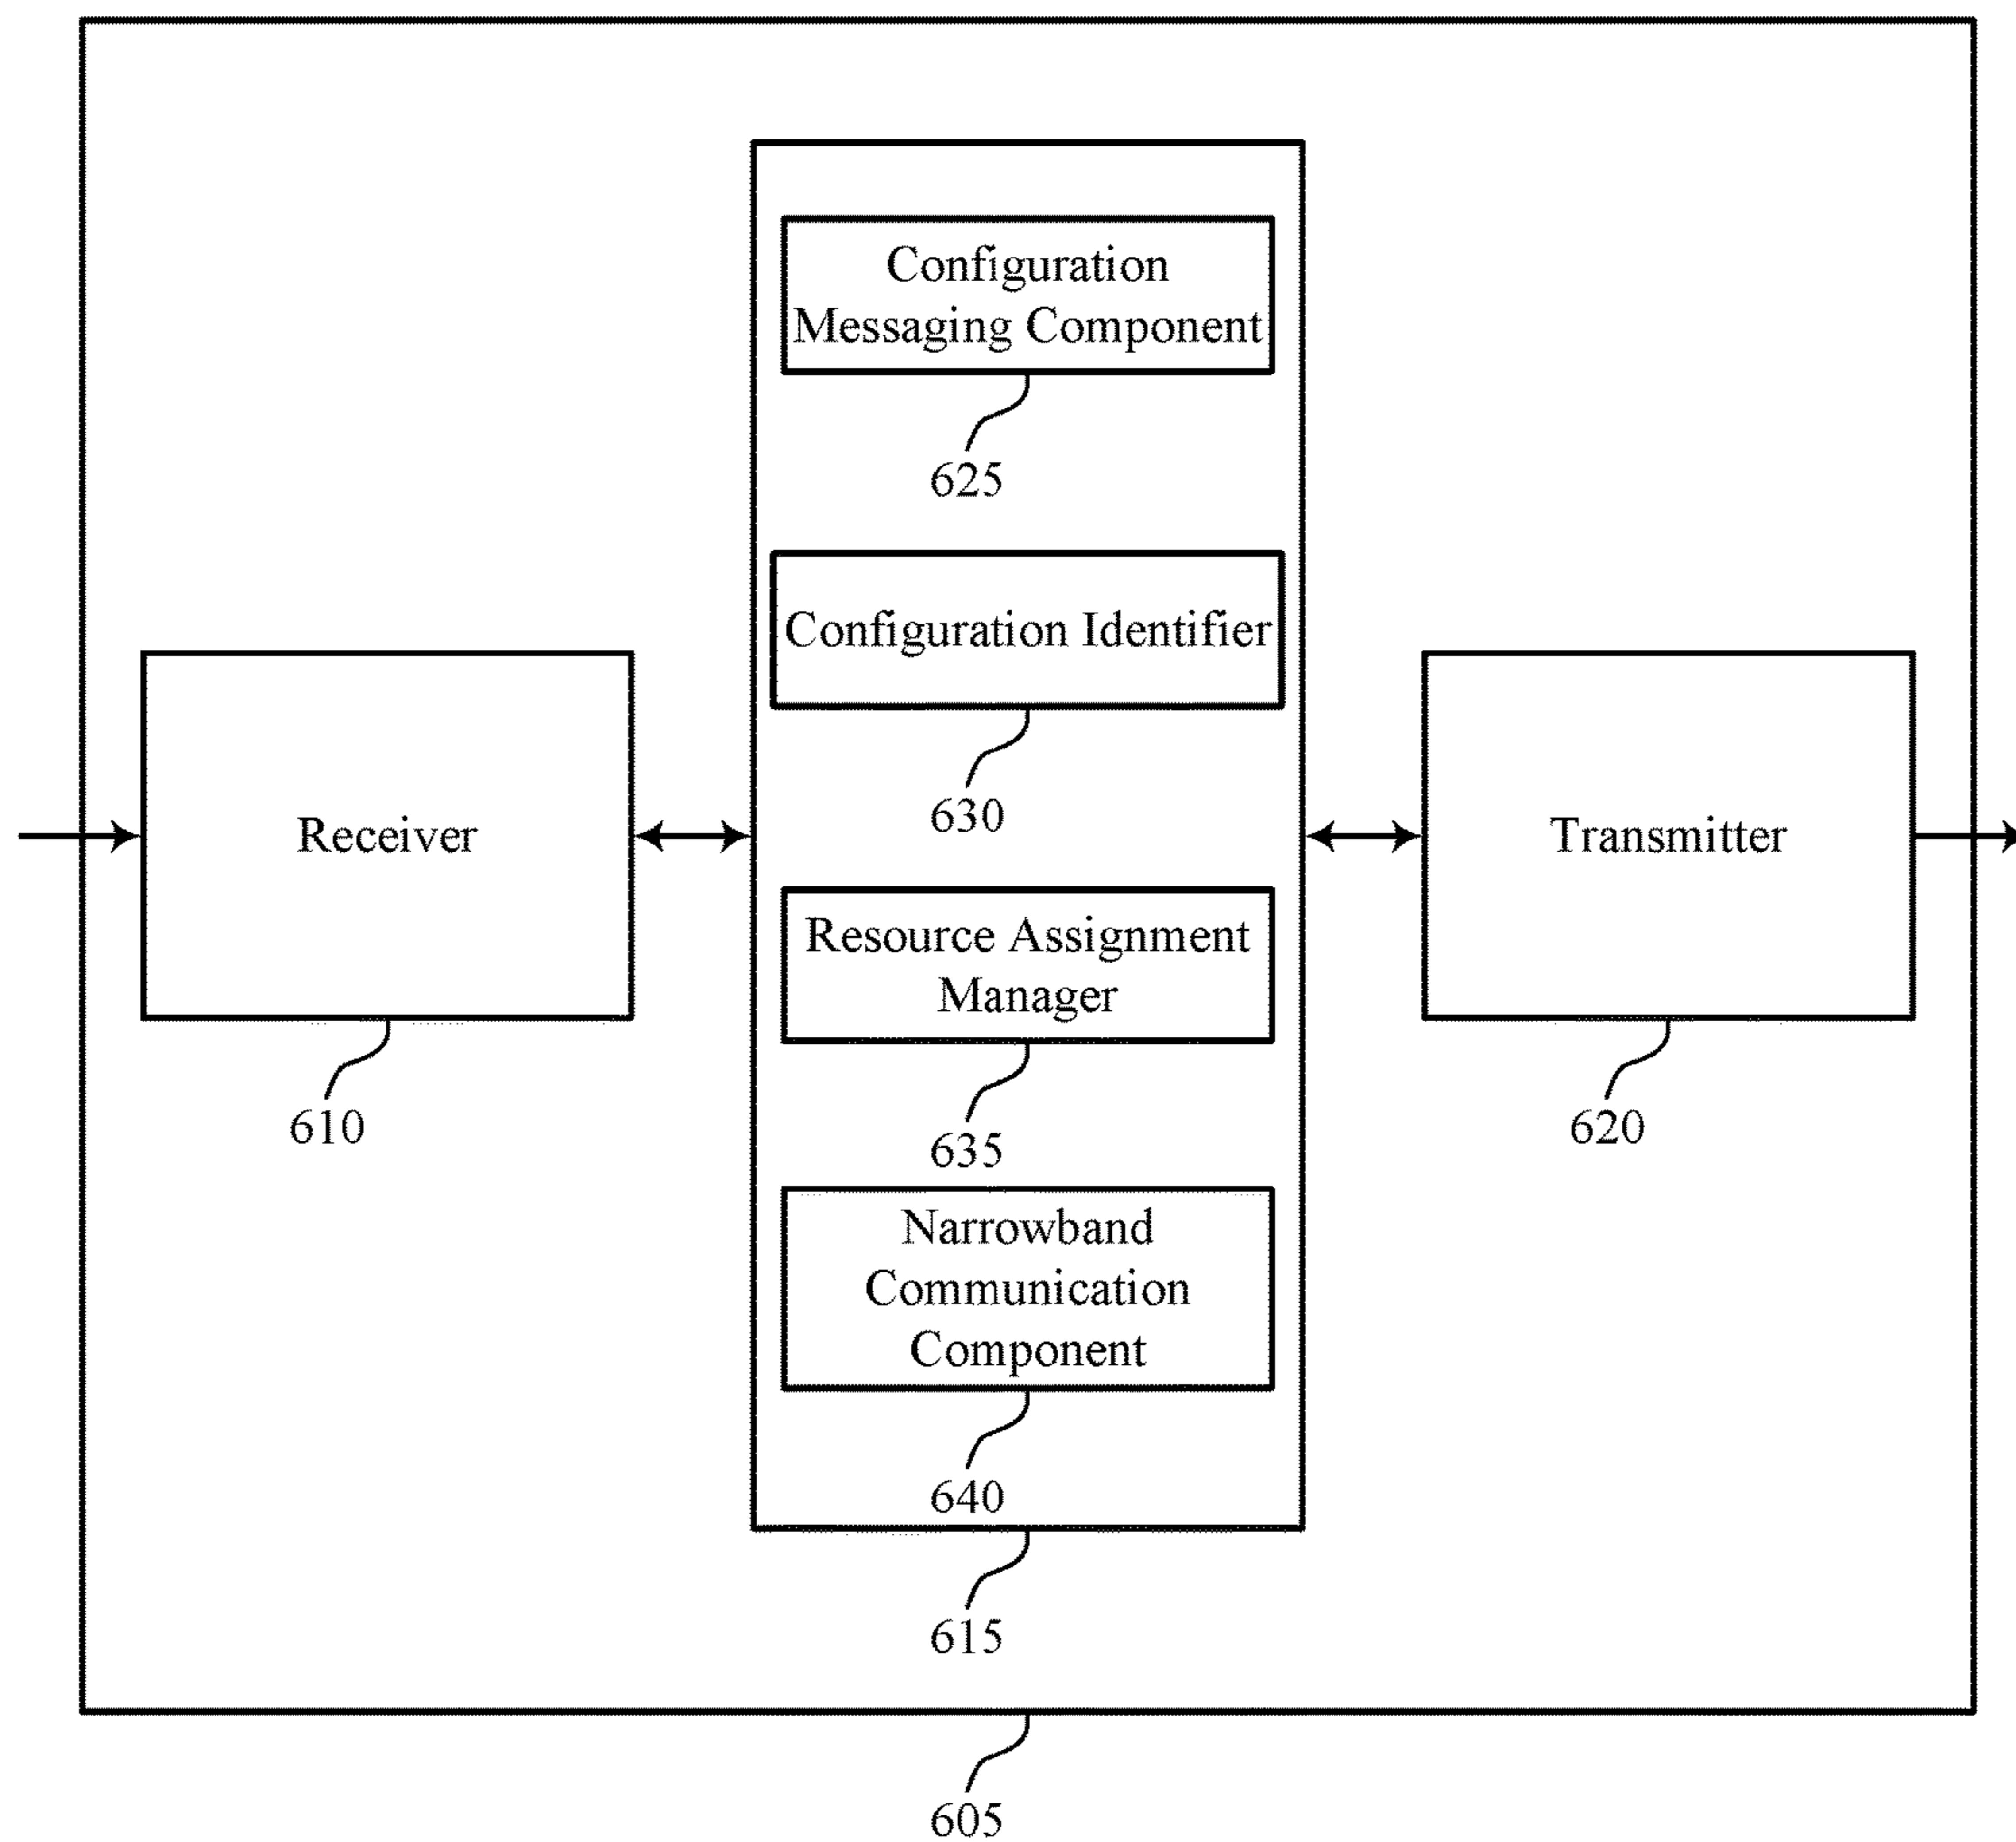 Configuration
Messaging Component
625
Configuration Identifier
630
Receiver
610
Resource Assignment
Manager
635
Narrowband
Communication
Component
640
615
Transmitter
620
605